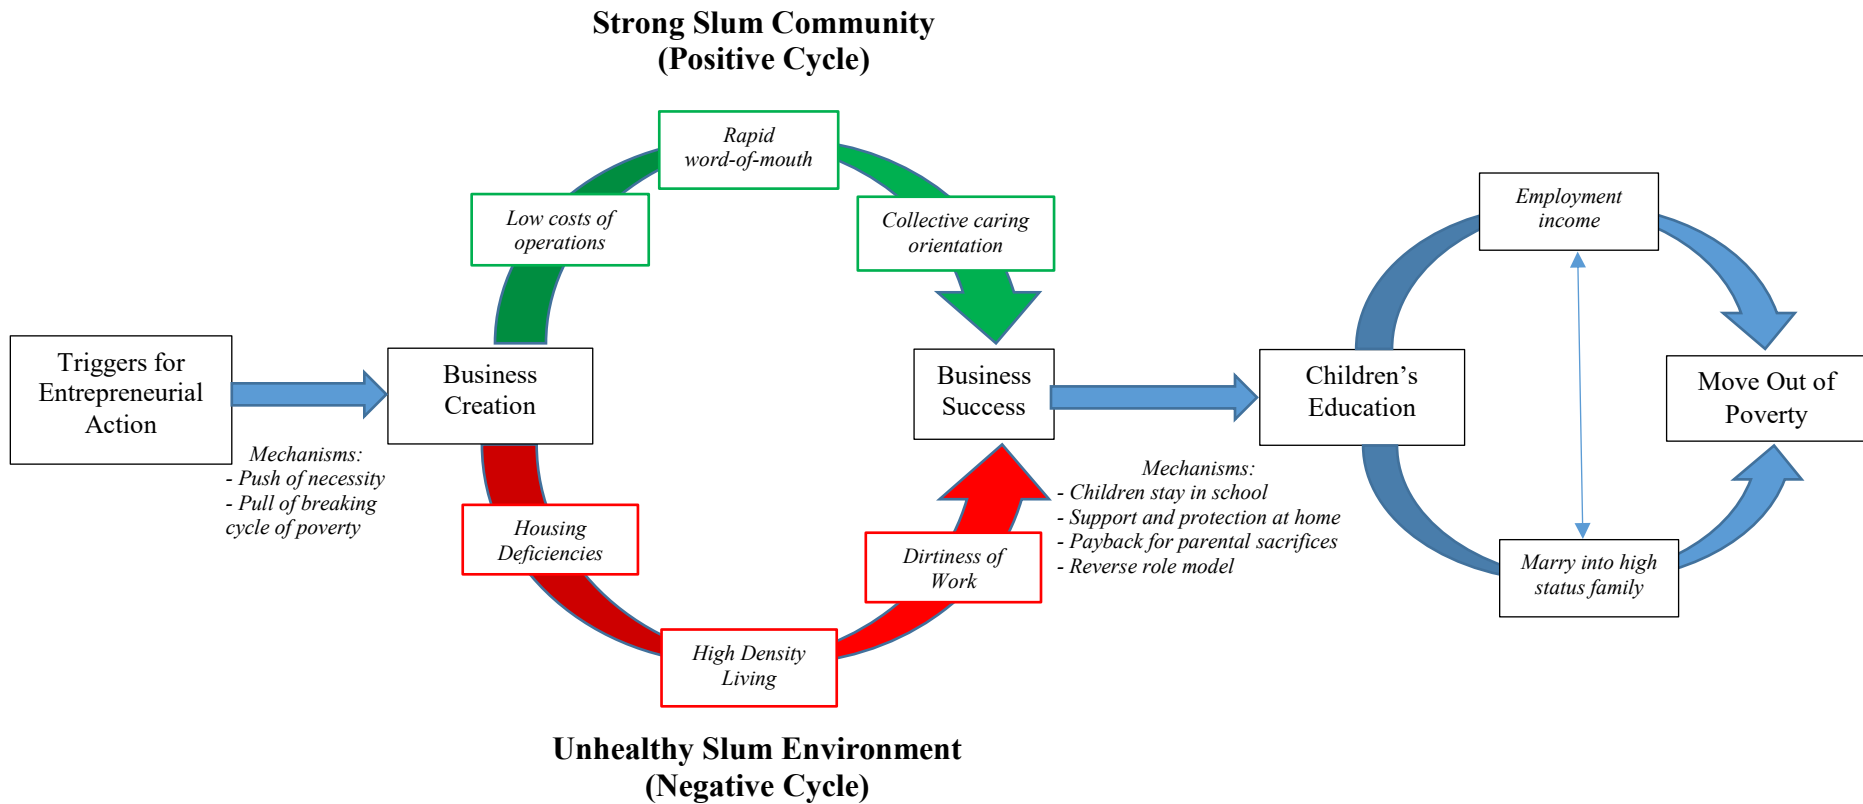 Strong Slum Community
(Positive Cycle)
Rapid
word-of-mouth
Low costs of
operations
Collective caring
orientation
Employment
income
Triggers for
Entrepreneurial
Action
Business
Creation
Business
Success
Children’s
Education
Move Out of
Poverty
Mechanisms:
- Push of necessity
- Pull of breaking
cycle of poverty
Mechanisms:
- Children stay in school
- Support and protection at home
- Payback for parental sacrifices
- Reverse role model
Housing
Deficiencies
Dirtiness of
Work
Marry into high
status family
High Density
Living
Unhealthy Slum Environment
(Negative Cycle)